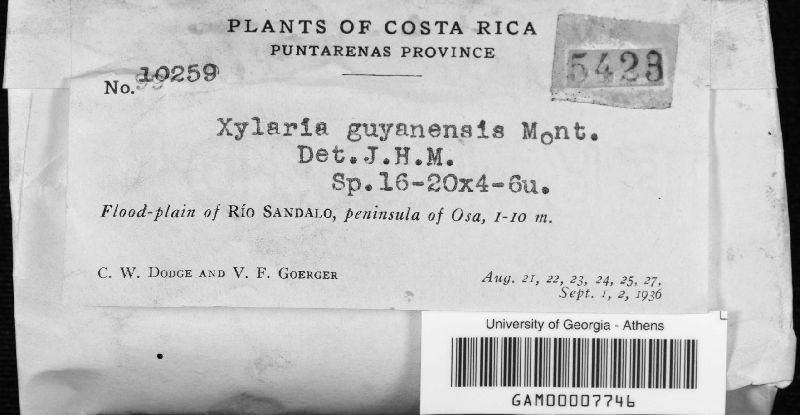 PLANTS OF COSTA RICA
PUNTARENAS PROVINCE
No. 10259
5423
Xylaria guyanensis Mont.
Det.J.H.M.
Sp.16-20x4-6u.
Flood-plain of Río Sandalo, peninsula of Osa, 1-10 m.
C. W. Dodge and V. F. Goerger
Aug. 21, 22, 23, 24, 25, 27,
Sept. 1, 2, 1936
University of Georgia - Athens
GAM00007746